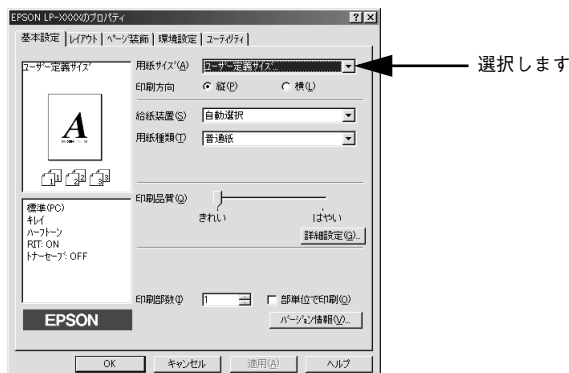 EPSON LP-XXXXのプロパティ
基本設定 レイアウト ページ装飾 環境設定 ユーティリティ
ユーザー定義サイズ
用紙サイズ(A) ユーザー定義サイズ...
選択します
印刷方向 縦(P) 横(L)
給紙装置(S) 自動選択
用紙種類(T) 普通紙
A
1 1 2 2 3 3
印刷品質(Q)
きれい はやい
詳細設定(G)...
標準(PC)
キレイ
ハーフトーン
RIT: ON
トナーセーブ: OFF
印刷部数(I) 1 部単位で印刷(O)
EPSON
バージョン情報(V)...
OK キャンセル 適用(A) ヘルプ